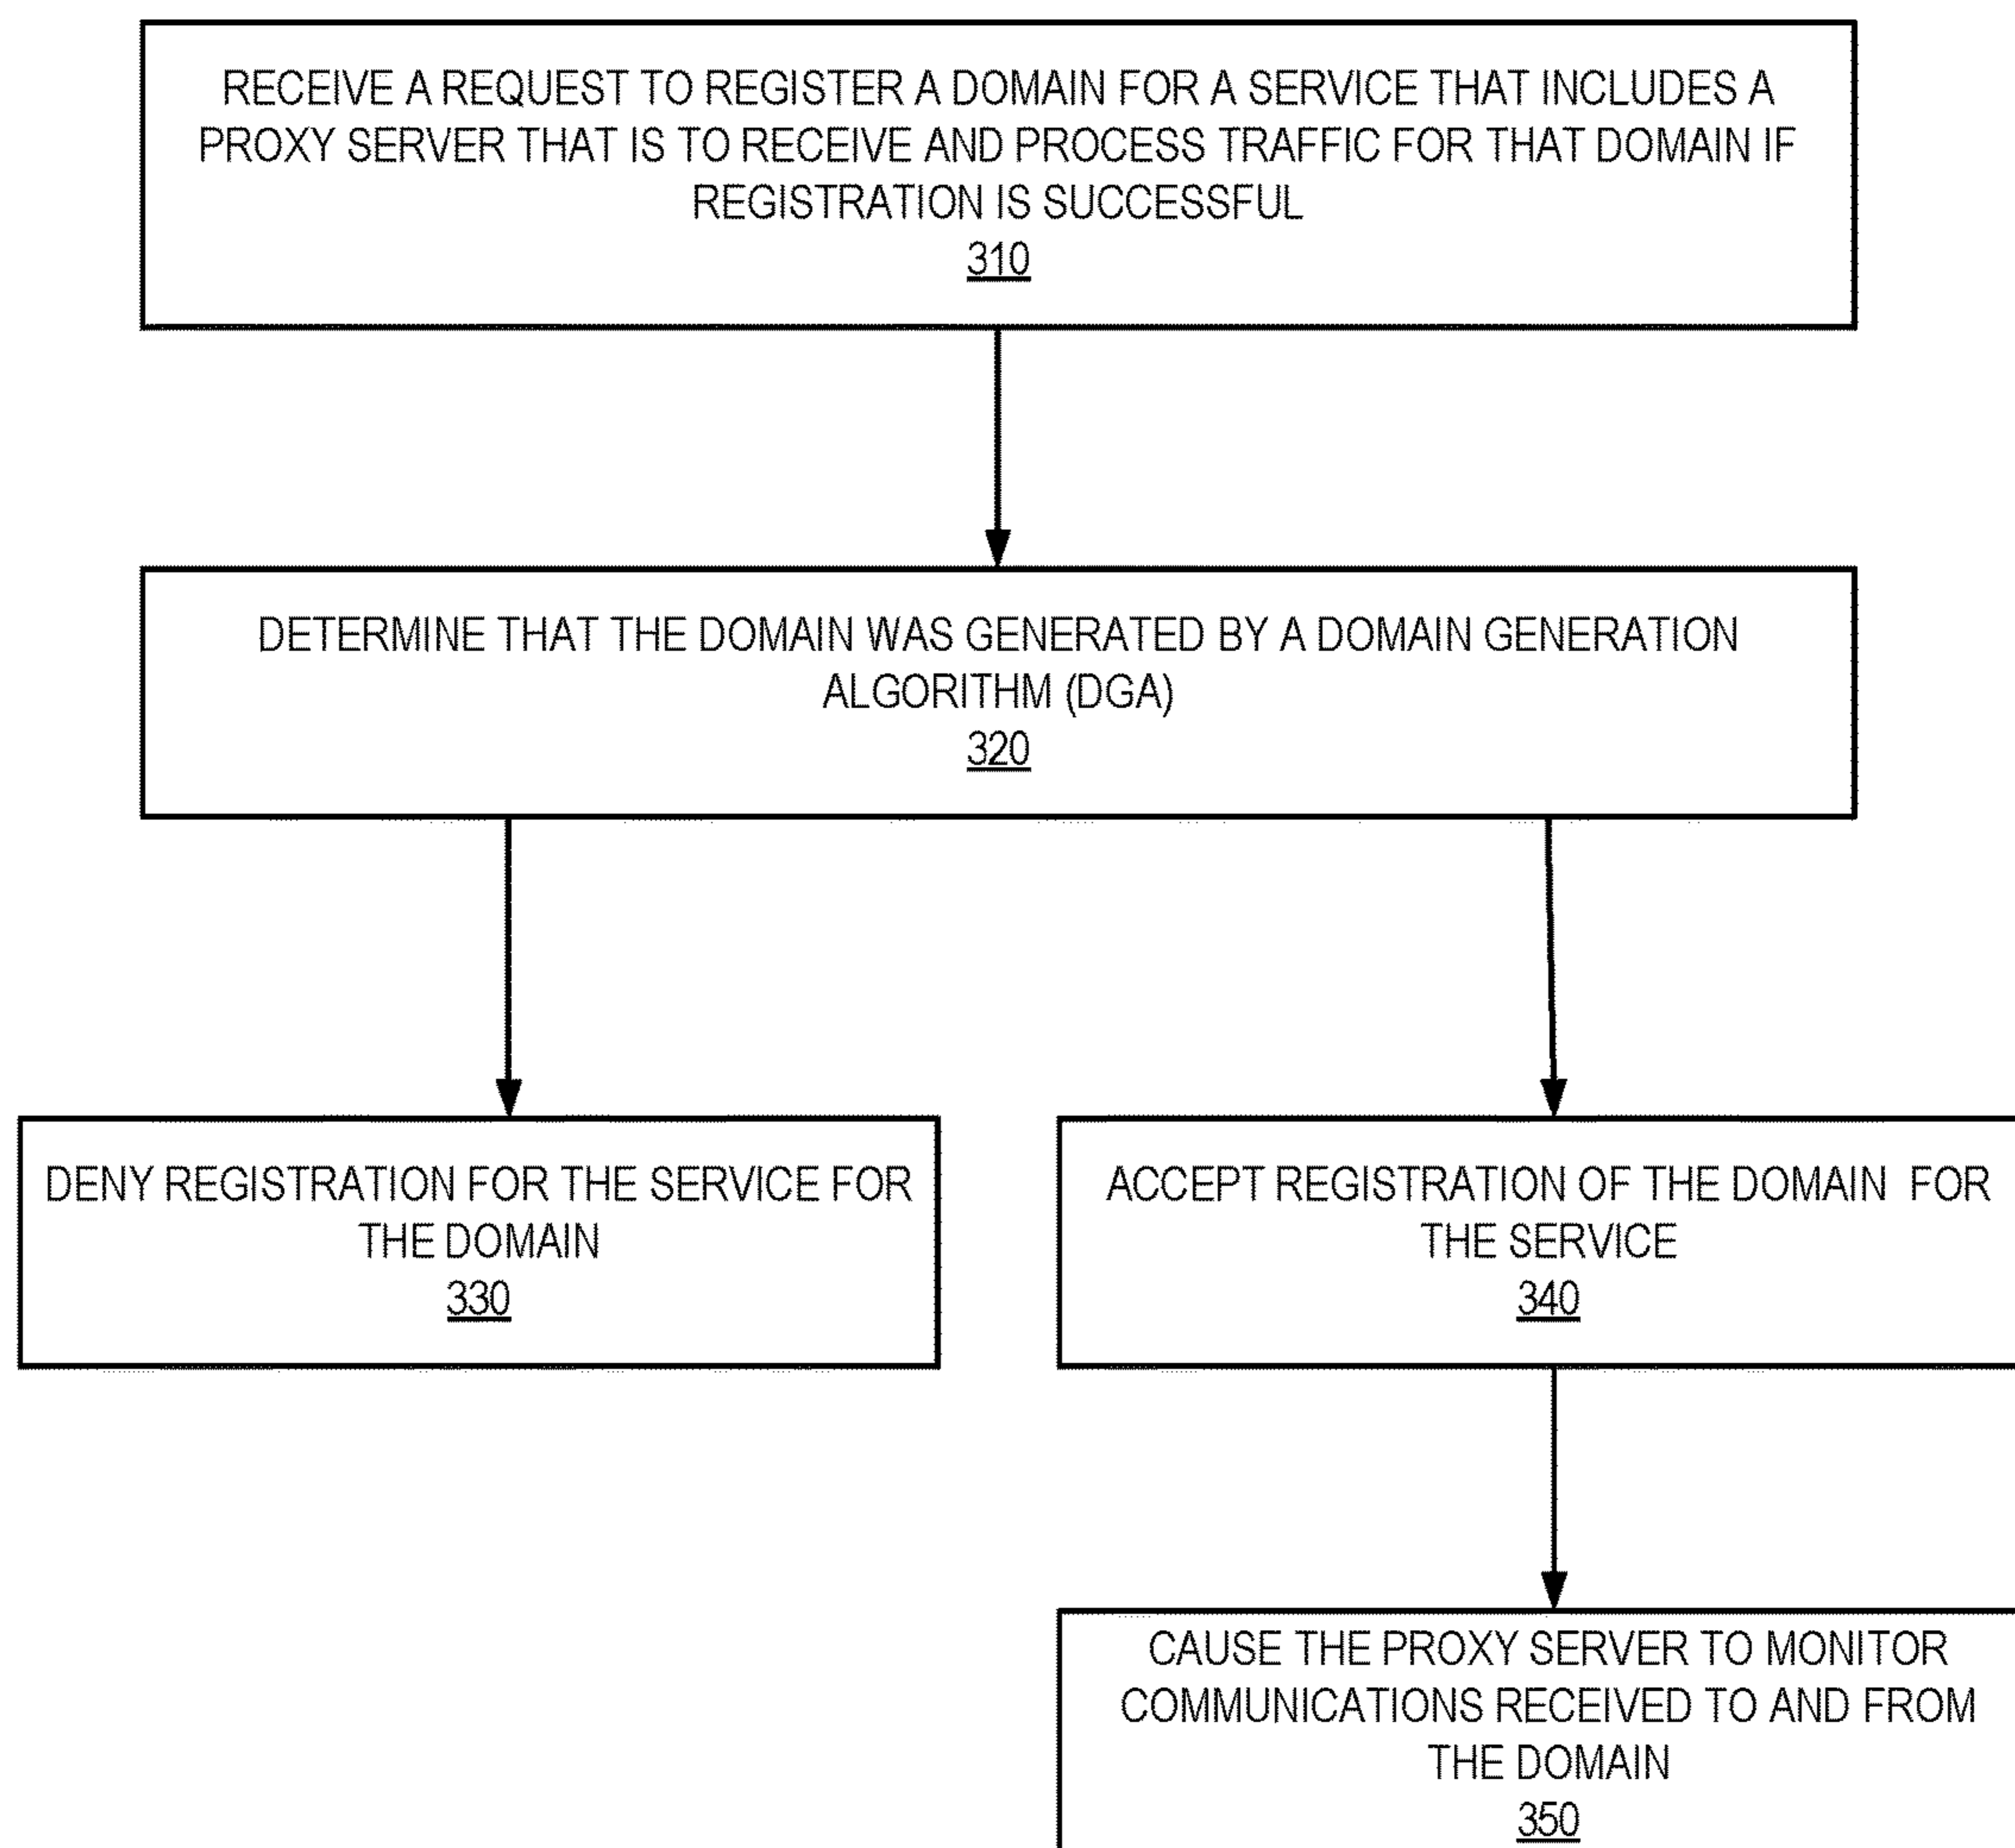 RECEIVE A REQUEST TO REGISTER A DOMAIN FOR A SERVICE THAT INCLUDES A
PROXY SERVER THAT IS TO RECEIVE AND PROCESS TRAFFIC FOR THAT DOMAIN IF
REGISTRATION IS SUCCESSFUL
310
DETERMINE THAT THE DOMAIN WAS GENERATED BY A DOMAIN GENERATION
ALGORITHM (DGA)
320
DENY REGISTRATION FOR THE SERVICE FOR
THE DOMAIN
330
ACCEPT REGISTRATION OF THE DOMAIN FOR
THE SERVICE
340
CAUSE THE PROXY SERVER TO MONITOR
COMMUNICATIONS RECEIVED TO AND FROM
THE DOMAIN
350